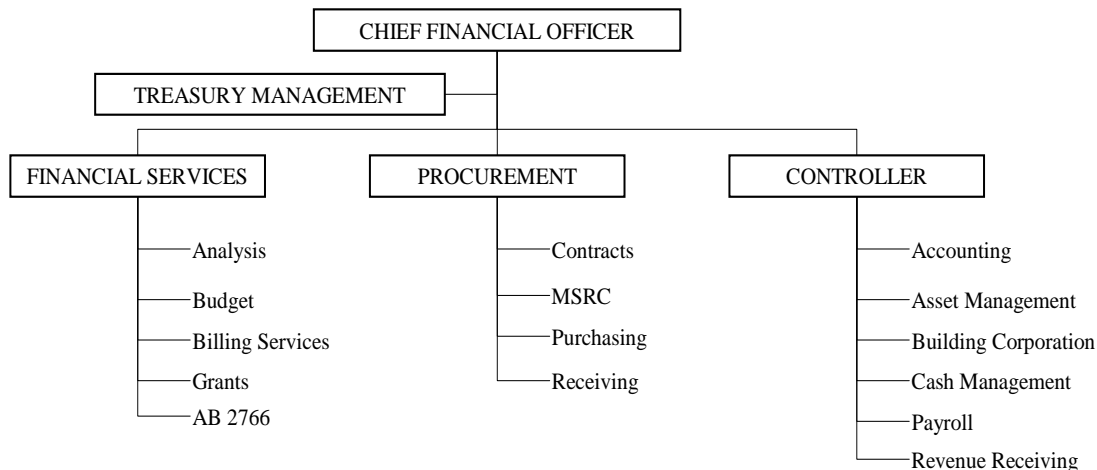 CHIEF FINANCIAL OFFICER
TREASURY MANAGEMENT
FINANCIAL SERVICES
Analysis
Budget
Billing Services
Grants
AB 2766
PROCUREMENT
Contracts
MSRC
Purchasing
Receiving
CONTROLLER
Accounting
Asset Management
Building Corporation
Cash Management
Payroll
Revenue Receiving